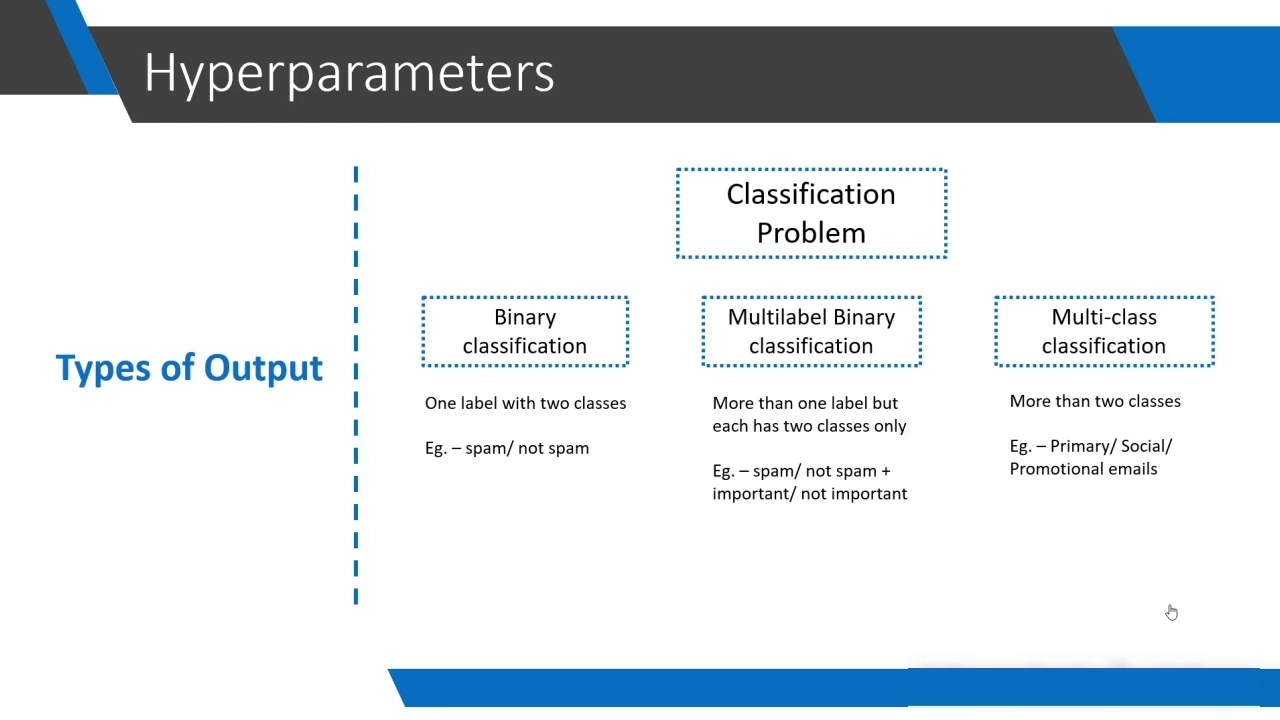 Hyperparameters
Types of Output
Classification
Problem
Binary
classification
One label with two classes
Eg. – spam/ not spam
Multilabel Binary
classification
More than one label but
each has two classes only
Eg. – spam/ not spam +
important/ not important
Multi-class
classification
More than two classes
Eg. – Primary/ Social/
Promotional emails